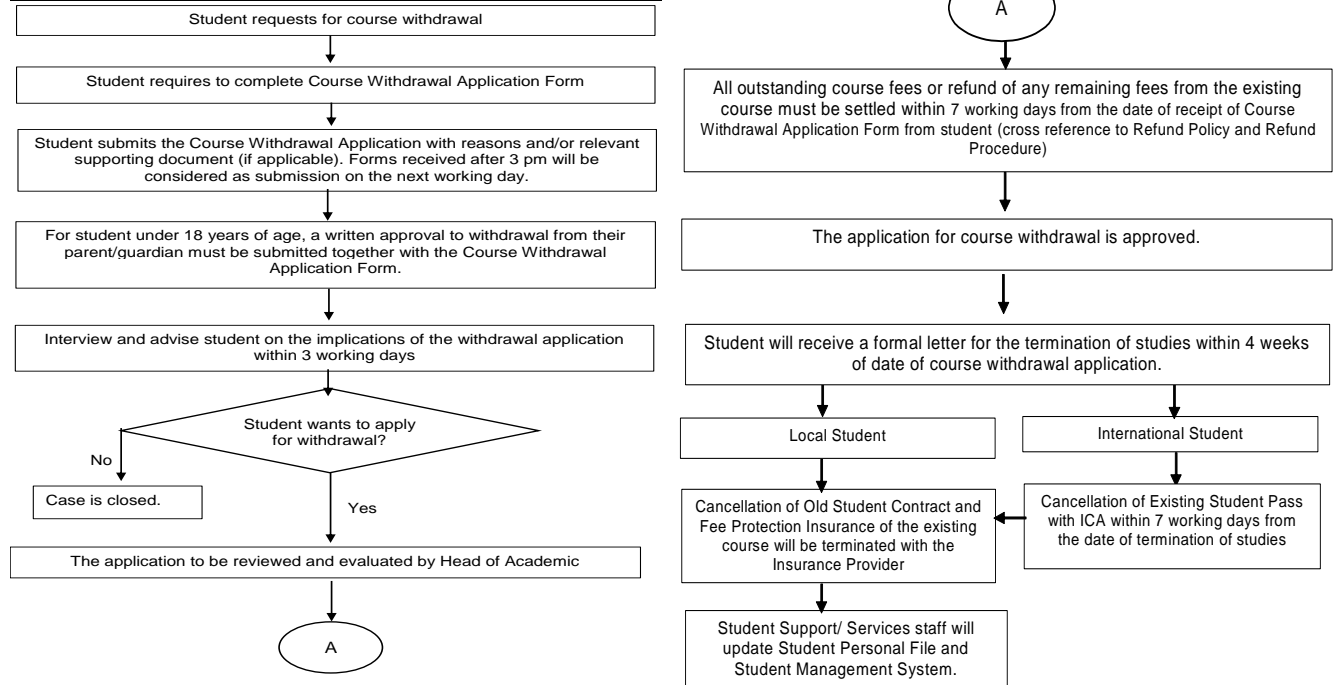 Student requests for course withdrawal
Student requires to complete Course Withdrawal Application Form
Student submits the Course Withdrawal Application with reasons and/or relevant
supporting document (if applicable). Forms received after 3 pm will be
considered as submission on the next working day.
For student under 18 years of age, a written approval to withdrawal from their
parent/guardian must be submitted together with the Course Withdrawal
Application Form.
Interview and advise student on the implications of the withdrawal application
within 3 working days
Student wants to apply
for withdrawal?
No
Case is closed.
Yes
The application to be reviewed and evaluated by Head of Academic
A
A
All outstanding course fees or refund of any remaining fees from the existing
course must be settled within 7 working days from the date of receipt of Course
Withdrawal Application Form from student (cross reference to Refund Policy and Refund
Procedure)
The application for course withdrawal is approved.
Student will receive a formal letter for the termination of studies within 4 weeks
of date of course withdrawal application.
Local Student
International Student
Cancellation of Old Student Contract and
Fee Protection Insurance of the existing
course will be terminated with the
Insurance Provider
Cancellation of Existing Student Pass
with ICA within 7 working days from
the date of termination of studies
Student Support/ Services staff will
update Student Personal File and
Student Management System.